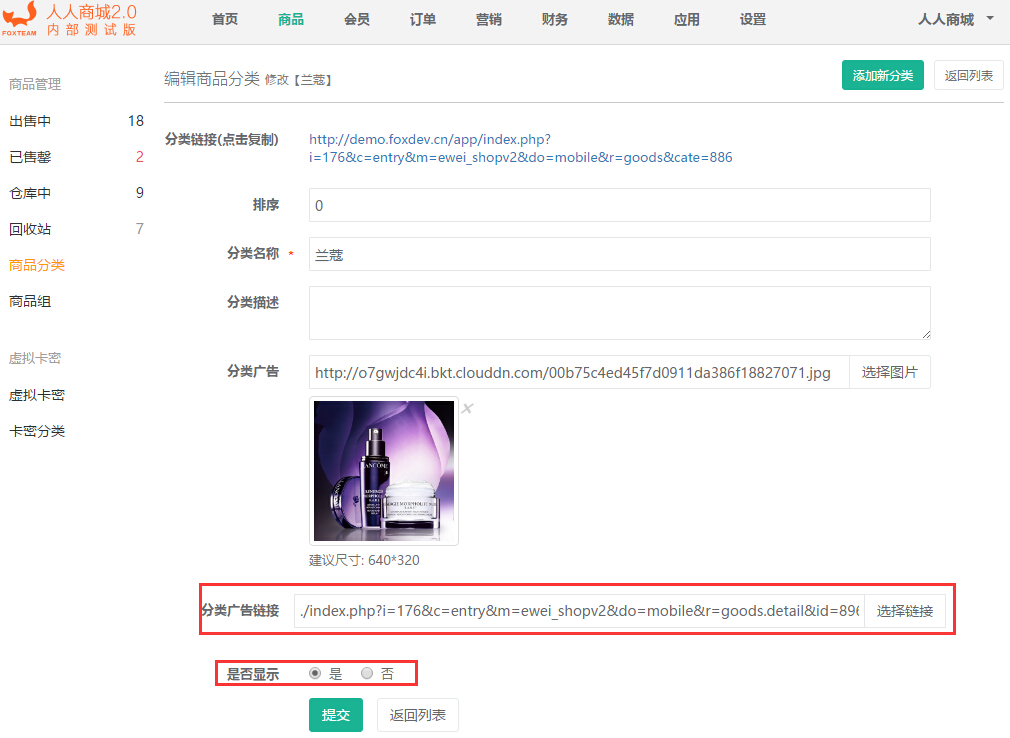 人人商城2.0
内部测试版
FOXTEAM
首页 商品 会员 订单 营销 财务 数据 应用 设置 人人商城
商品管理
出售中 18
已售罄 2
仓库中 9
回收站 7
商品分类
商品组
虚拟卡密
虚拟卡密
卡密分类
编辑商品分类 修改【兰蔻】
添加新分类 返回列表
分类链接(点击复制) http://demo.foxdev.cn/app/index.php?
i=176&c=entry&m=ewei_shopv2&do=mobile&r=goods&cate=886
排序 0
分类名称 * 兰蔻
分类描述
分类广告 http://o7gwjdc4i.bkt.clouddn.com/00b75c4ed45f7d0911da386f18827071.jpg 选择图片
LANCOME
建议尺寸: 640*320
分类广告链接 ./index.php?i=176&c=entry&m=ewei_shopv2&do=mobile&r=goods.detail&id=896 选择链接
是否显示 是 否
提交 返回列表